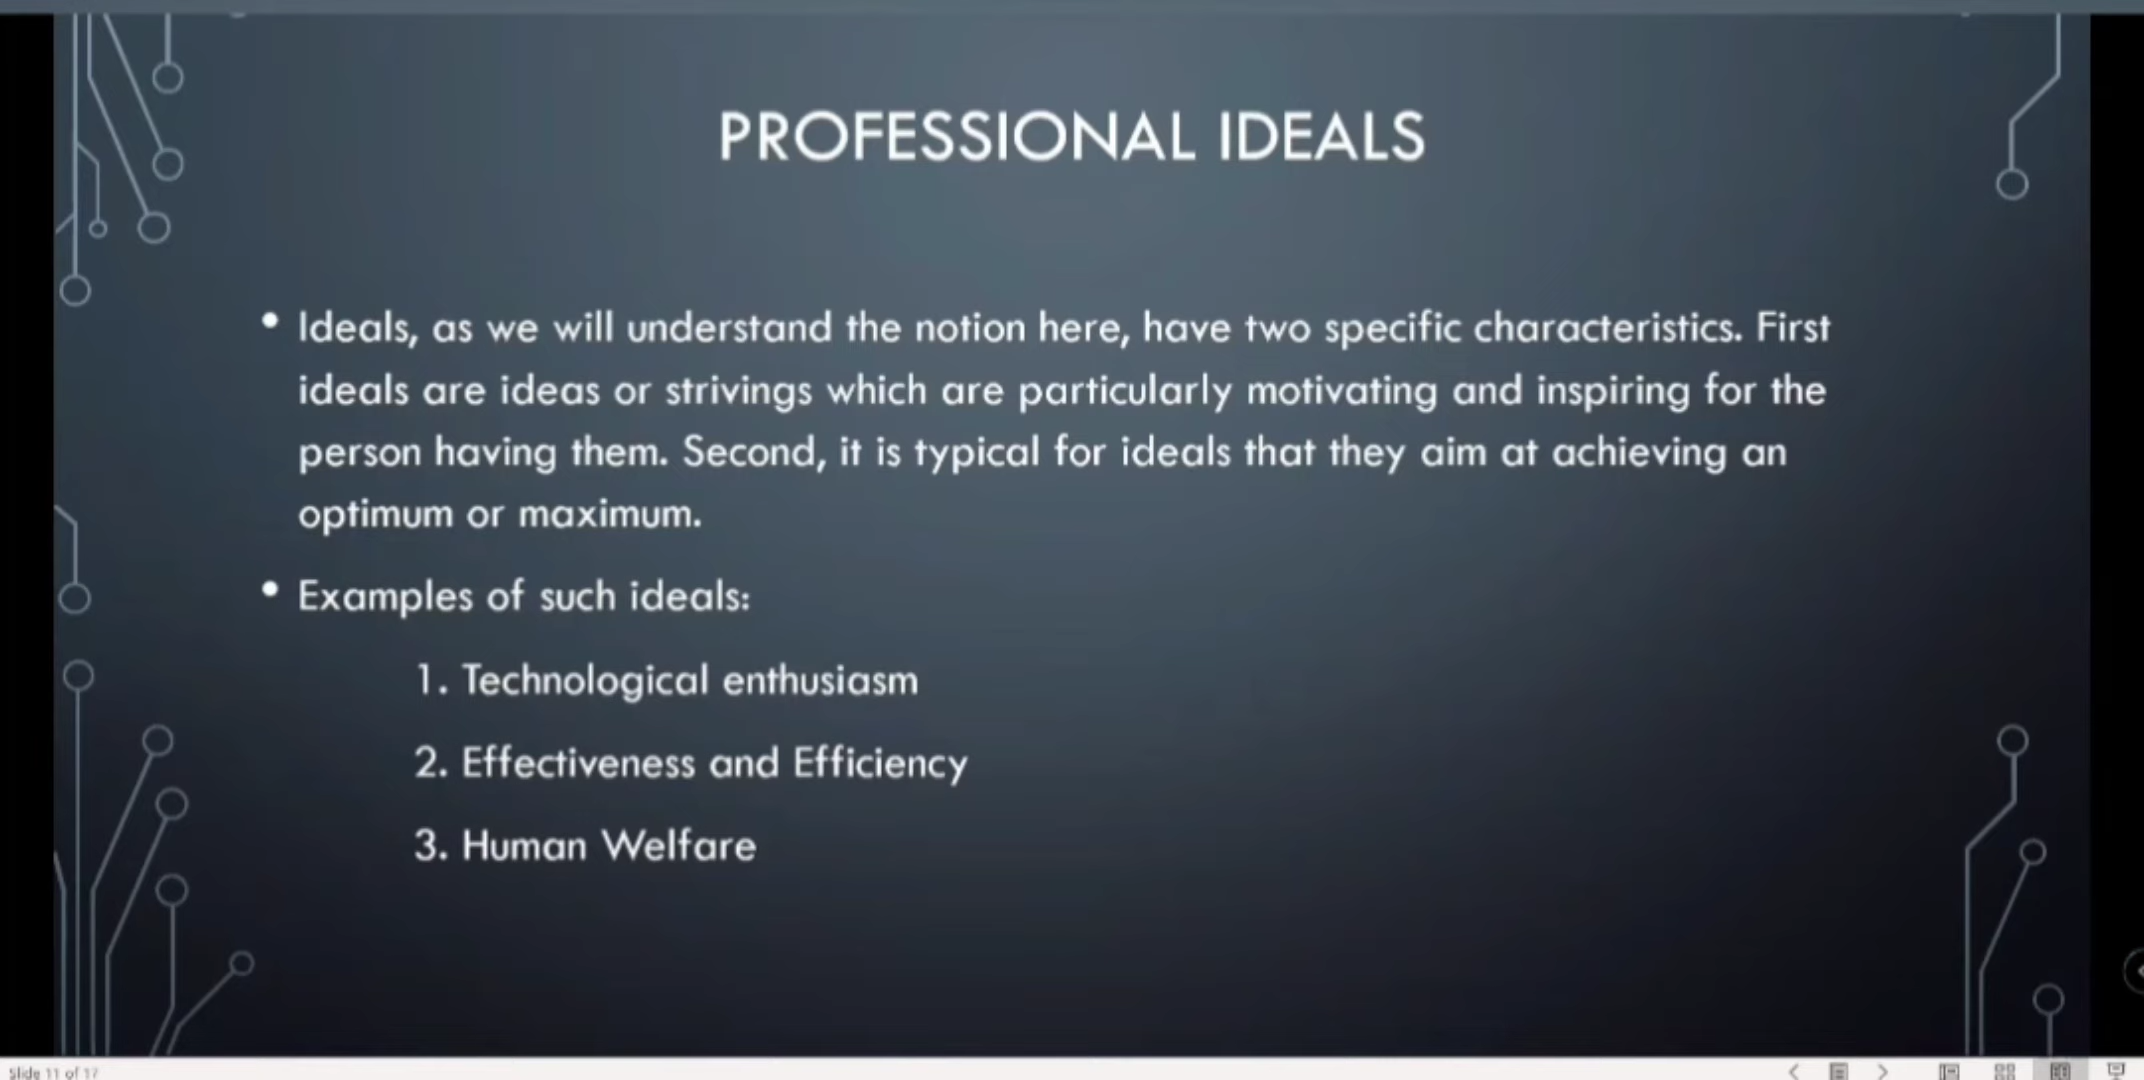 PROFESSIONAL IDEALS
• Ideals, as we will understand the notion here, have two specific characteristics. First
ideals are ideas or strivings which are particularly motivating and inspiring for the
person having them. Second, it is typical for ideals that they aim at achieving an
optimum or maximum.
• Examples of such ideals:
1. Technological enthusiasm
2. Effectiveness and Efficiency
3. Human Welfare
Slide 11 of 17